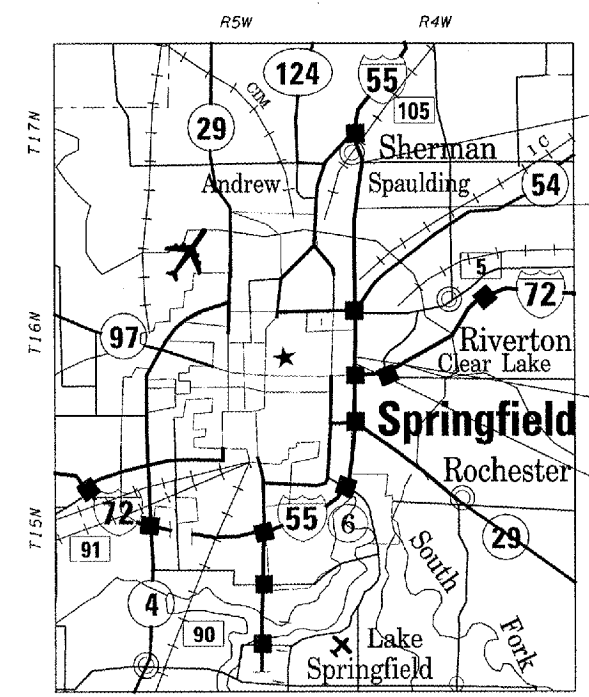 R5W
R4W
124
55
105
CIM
29
T17N
Sherman
I C
Andrew
Spaulding
54
5
72
T16N
97
Riverton
Clear Lake
Springfield
Rochester
72
55
6
29
T15N
91
South
4
90
Fork
Lake
Springfield